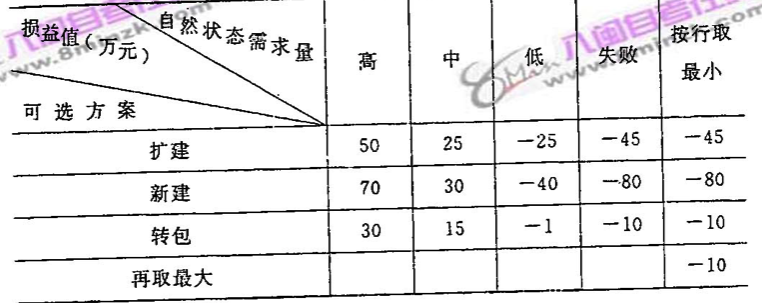 损益值(万元) 自然状态需求量 高 中 低 失败 按行取最小
可选方案
扩建 50 25 -25 -45 -45
新建 70 30 -40 -80 -80
转包 30 15 -1 -10 -10
再取最大 -10